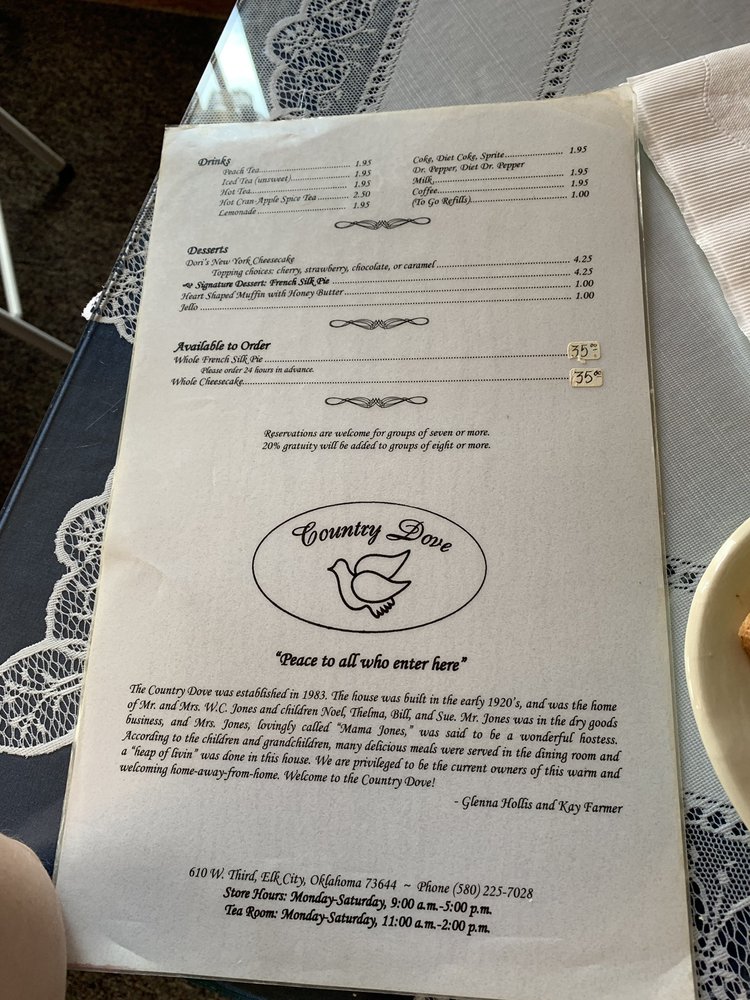 Drinks
Peach Tea 1.95
Iced Tea (unsweet) 1.95
Hot Tea 1.95
Hot Cran-Apple Spice Tea 2.50
Lemonade 1.95
Coke, Diet Coke, Sprite 1.95
Dr. Pepper, Diet Dr. Pepper
Milk 1.95
Coffee 1.95
(To Go Refills) 1.00
Desserts
Dori's New York Cheesecake
Topping choices: cherry, strawberry, chocolate, or caramel 4.25
Signature Dessert: French Silk Pie 4.25
Heart Shaped Muffin with Honey Butter 1.00
Jello 1.00
Available to Order
Whole French Silk Pie 35.00
Please order 24 hours in advance.
Whole Cheesecake 35.00
Reservations are welcome for groups of seven or more.
20% gratuity will be added to groups of eight or more.
Country Dove
"Peace to all who enter here"
The Country Dove was established in 1983. The house was built in the early 1920's, and was the home
of Mr. and Mrs. W.C. Jones and children Noel, Thelma, Bill, and Sue. Mr. Jones was in the dry goods
business, and Mrs. Jones, lovingly called "Mama Jones," was said to be a wonderful hostess.
According to the children and grandchildren, many delicious meals were served in the dining room and
a "heap of livin" was done in this house. We are privileged to be the current owners of this warm and
welcoming home-away-from-home. Welcome to the Country Dove!
- Glenna Hollis and Kay Farmer
610 W. Third, Elk City, Oklahoma 73644 ~ Phone (580) 225-7028
Store Hours: Monday-Saturday, 9:00 a.m.-5:00 p.m.
Tea Room: Monday-Saturday, 11:00 a.m.-2:00 p.m.